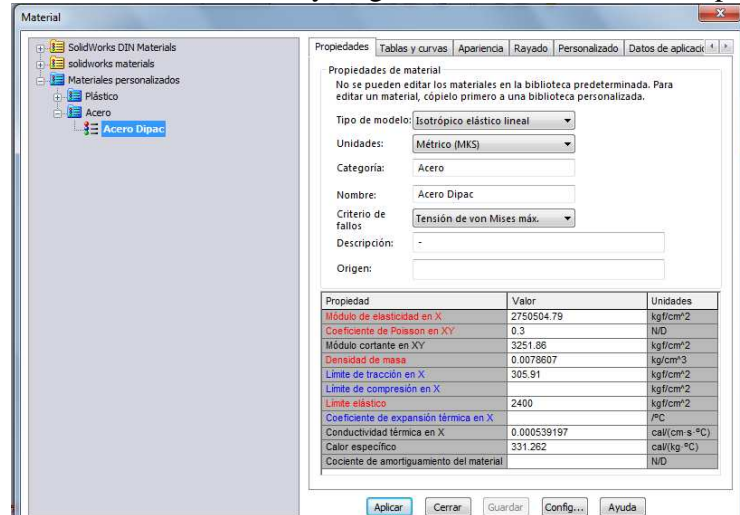 Material
SolidWorks DIN Materials
solidworks materials
Materiales personalizados
Plástico
Acero
Acero Dipac
Propiedades Tablas y curvas Apariencia Rayado Personalizado Datos de aplicació
Propiedades de material
No se pueden editar los materiales en la biblioteca predeterminada. Para
editar un material, cópielo primero a una biblioteca personalizada.
Tipo de modelo: Isotrópico elástico lineal
Unidades: Métrico (MKS)
Categoría: Acero
Nombre: Acero Dipac
Criterio de
fallos
Tensión de von Mises máx.
Descripción: -
Origen:
Propiedad Valor Unidades
Módulo de elasticidad en X 2750504.79 kgf/cm^2
Coeficiente de Poisson en XY 0.3 N/D
Módulo cortante en XY 3251.86 kgf/cm^2
Densidad de masa 0.0078607 kg/cm^3
Límite de tracción en X 305.91 kgf/cm^2
Límite de compresión en X kgf/cm^2
Límite elástico 2400 kgf/cm^2
Coeficiente de expansión térmica en X /ºC
Conductividad térmica en X 0.000539197 cal/(cm·s·ºC)
Calor específico 331.262 cal/(kg·ºC)
Cociente de amortiguamiento del material N/D
Aplicar Cerrar Guardar Config... Ayuda